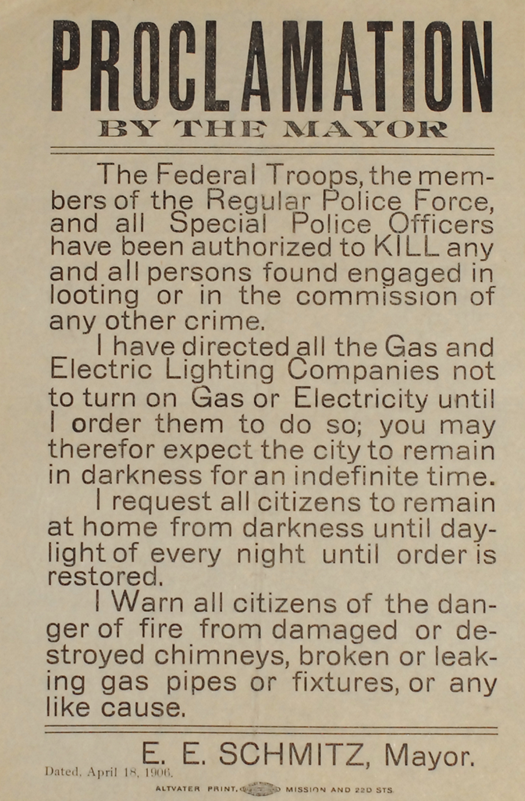 PROCLAMATION
BY THE MAYOR
The Federal Troops, the mem-
bers of the Regular Police Force,
and all Special Police Officers
have been authorized to KILL any
and all persons found engaged in
looting or in the commission of
any other crime.
I have directed all the Gas and
Electric Lighting Companies not
to turn on Gas or Electricity until
I order them to do so; you may
therefor expect the city to remain
in darkness for an indefinite time.
I request all citizens to remain
at home from darkness until day-
light of every night until order is
restored.
I Warn all citizens of the dan-
ger of fire from damaged or de-
stroyed chimneys, broken or leak-
ing gas pipes or fixtures, or any
like cause.
E. E. SCHMITZ, Mayor.
Dated, April 18, 1906.
ALTVATER PRINT, MISSION AND 22D STS.